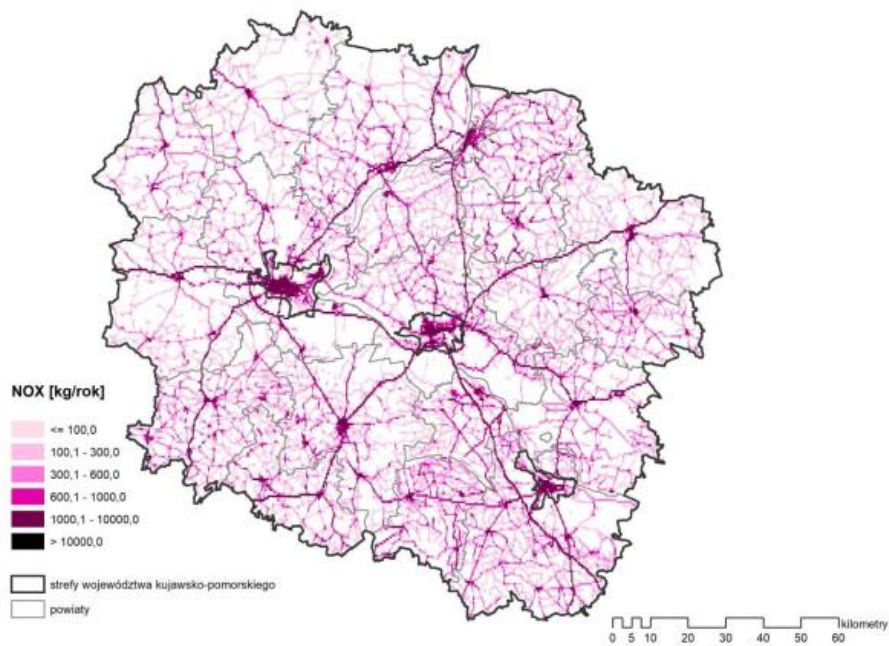 NOX [kg/rok]
<= 100,0
100,1 - 300,0
300,1 - 600,0
600,1 - 1000,0
1000,1 - 10000,0
> 10000,0
strefy województwa kujawsko-pomorskiego
powiaty
kilometry
0 5 10 20 30 40 50 60